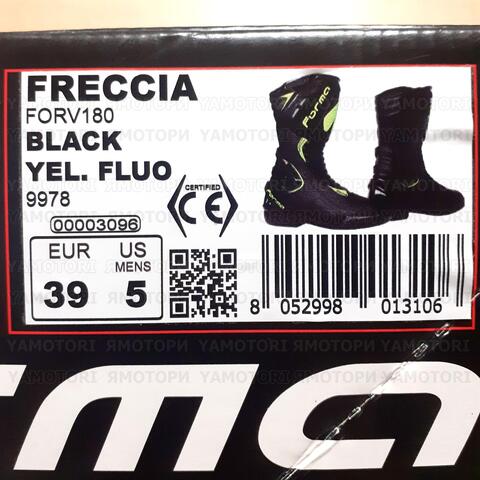 FRECCIA
FORV180
BLACK
YEL. FLUO
9978
00003096
CERTIFIED
CE
Forma
EUR US
MENS
39 5
8 052998 013106
YAMOTORI ЯМОТОРИ YAMOTORI ЯМОТОРИ YAMOTORI